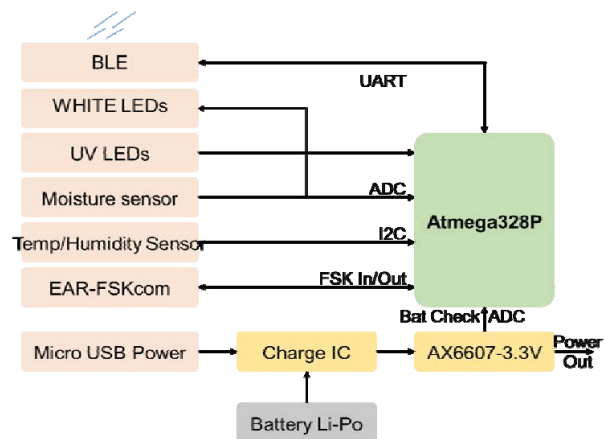 BLE
UART
WHITE LEDs
UV LEDs
Moisture sensor
ADC
Atmega328P
Temp/Humidity Sensor
I2C
EAR-FSKcom
FSK In/Out
Bat Check ADC
Micro USB Power
Charge IC
AX6607-3.3V
Power
Out
Battery Li-Po